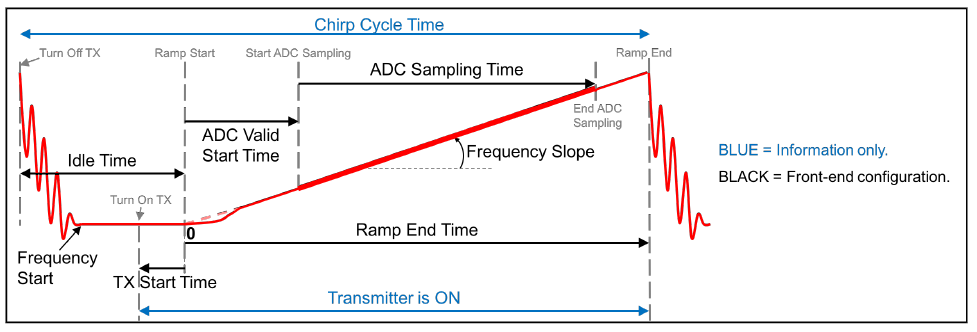 Chirp Cycle Time
Turn Off TX
Ramp Start
Start ADC Sampling
Ramp End
ADC Sampling Time
End ADC
Sampling
ADC Valid
Start Time
Frequency Slope
Idle Time
BLUE = Information only.
BLACK = Front-end configuration.
Turn On TX
0
Ramp End Time
Frequency
Start
TX Start Time
Transmitter is ON